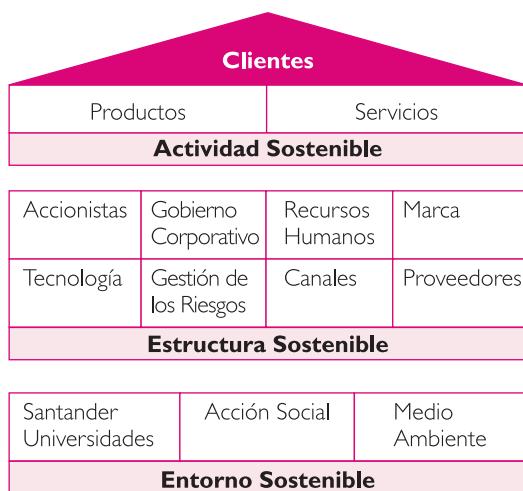 Clientes
Productos Servicios
Actividad Sostenible
Accionistas Gobierno Corporativo Recursos Humanos Marca
Tecnología Gestión de los Riesgos Canales Proveedores
Estructura Sostenible
Santander Universidades Acción Social Medio Ambiente
Entorno Sostenible